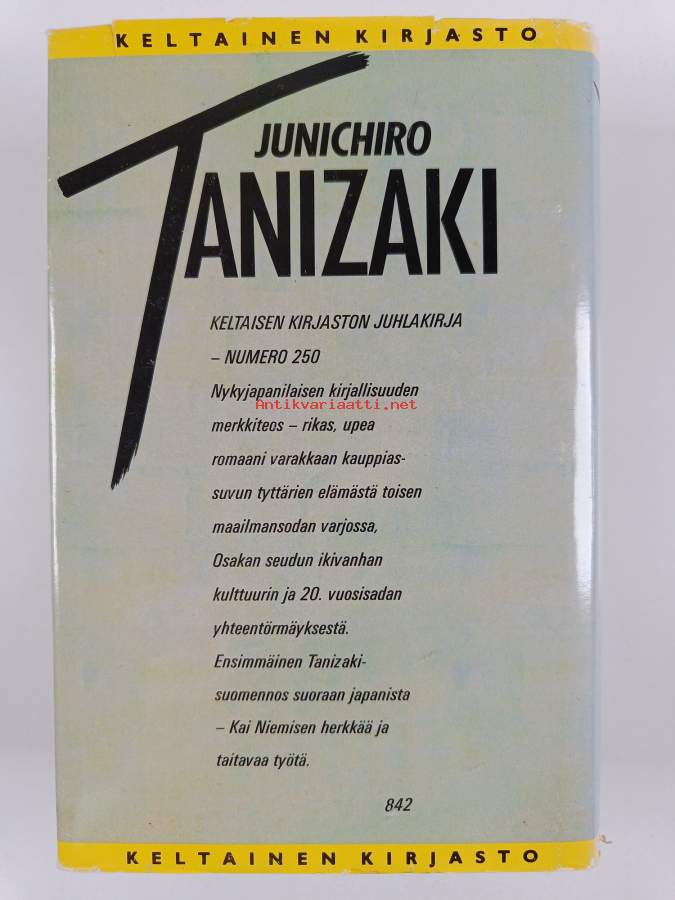 KELTAINEN KIRJASTO
JUNICHIRO
TANIZAKI
KELTAISEN KIRJASTON JUHLAKIRJA
– NUMERO 250
Nykyjapanilaisen kirjallisuuden
Antikvariaatti.net
merkkiteos – rikas, upea
romaani varakkaan kauppias-
suvun tyttärien elämästä toisen
maailmansodan varjossa,
Osakan seudun ikivanhan
kulttuurin ja 20. vuosisadan
yhteentörmäyksestä.
Ensimmäinen Tanizaki-
suomennos suoraan japanista
– Kai Niemisen herkkää ja
taitavaa työtä.
842
KELTAINEN KIRJASTO